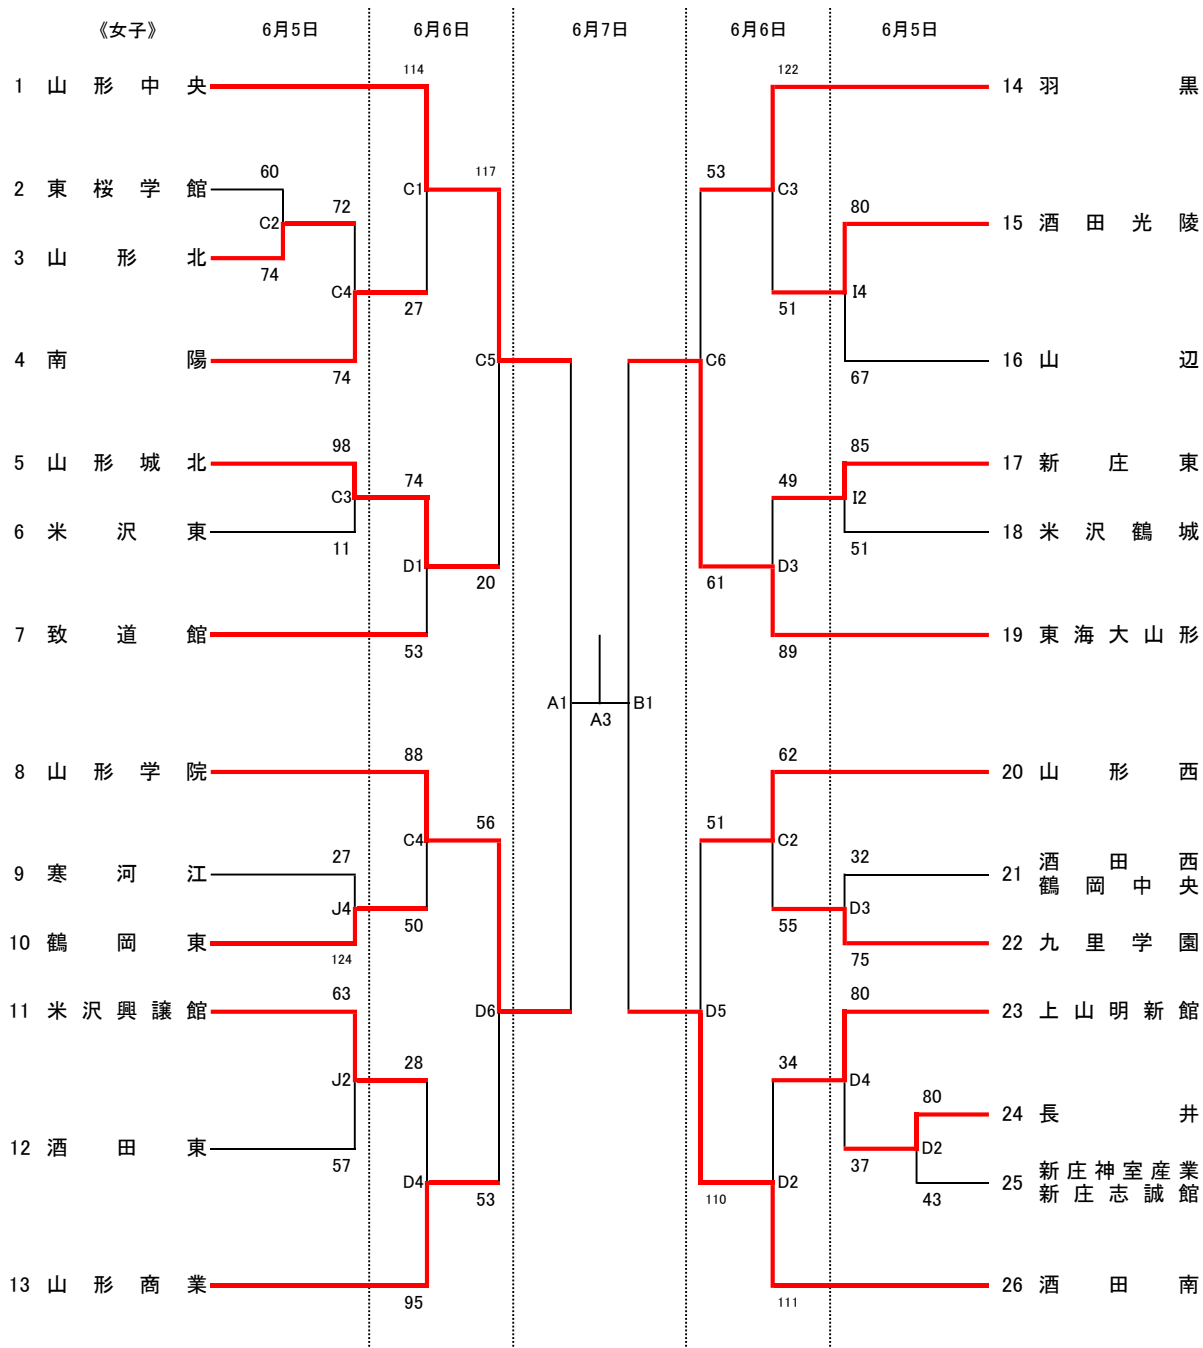 《女子》 6月5日 6月6日 6月7日 6月6日 6月5日
114 122
1 山形中央 14 羽黒
60 117 53
2 東桜学館 C1 C3
72 80
C2 15 酒田光陵
3 山形北
74
C4 I4
27 51
4 南陽 C5 C6 16 山辺
74 67
98 85
5 山形城北 17 新庄東
74 49
C3 I2
6 米沢東 18 米沢鶴城
11 51
D1 D3
20 61
7 致道館 19 東海大山形
53 89
A1 B1
A3
88 62
8 山形学院 20 山形西
56 51
C4 C2
27 32
9 寒河江 21 酒田西
鶴岡中央
J4 D3
50 55
10 鶴岡東 22 九里学園
124 75
63 80
11 米沢興譲館 D6 D5 23 上山明新館
28 34
J2 D4
80
24 長井
12 酒田東 D2
57 37
D4 D2 25 新庄神室産業
新庄志誠館
53 110 43
13 山形商業 26 酒田南
95 111